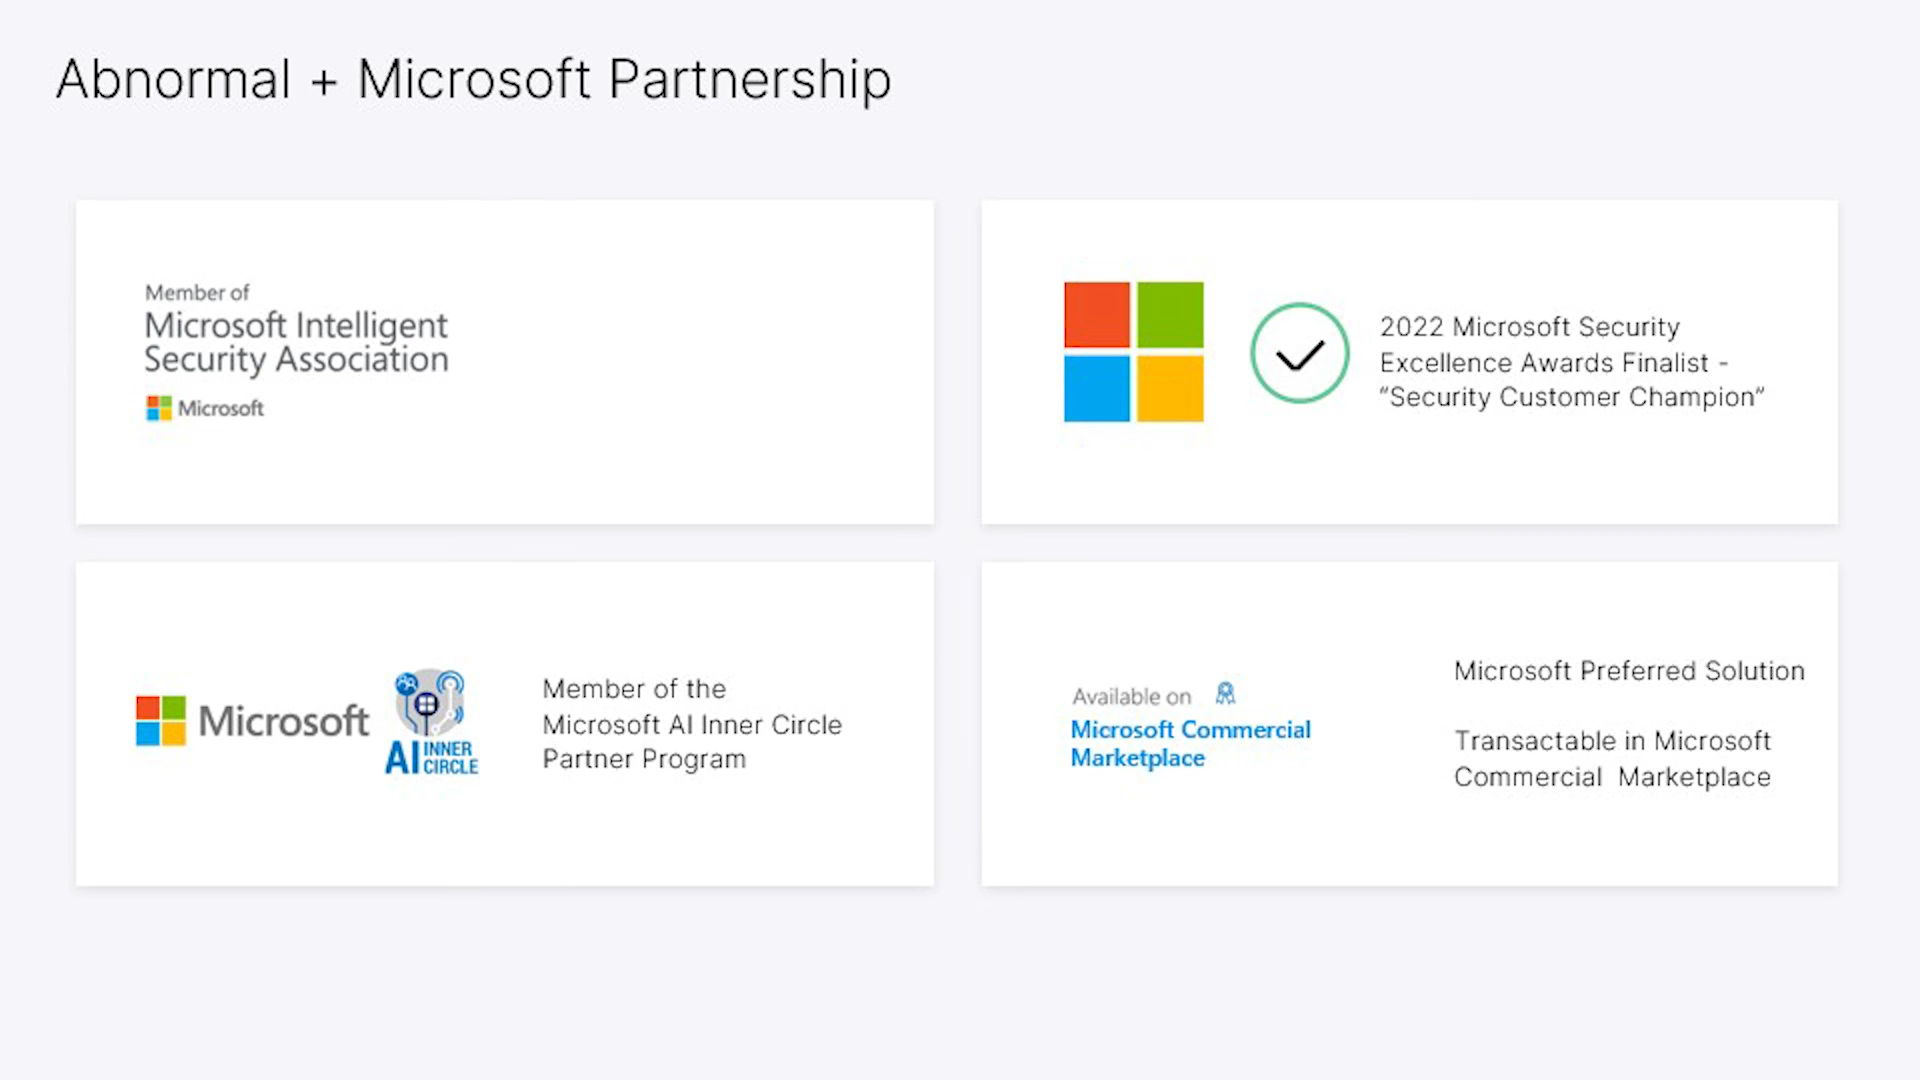 Abnormal + Microsoft Partnership
Member of
Microsoft Intelligent
Security Association
Microsoft
2022 Microsoft Security
Excellence Awards Finalist -
“Security Customer Champion”
Microsoft
AI INNER
CIRCLE
Member of the
Microsoft AI Inner Circle
Partner Program
Available on
Microsoft Commercial
Marketplace
Microsoft Preferred Solution
Transactable in Microsoft
Commercial  Marketplace